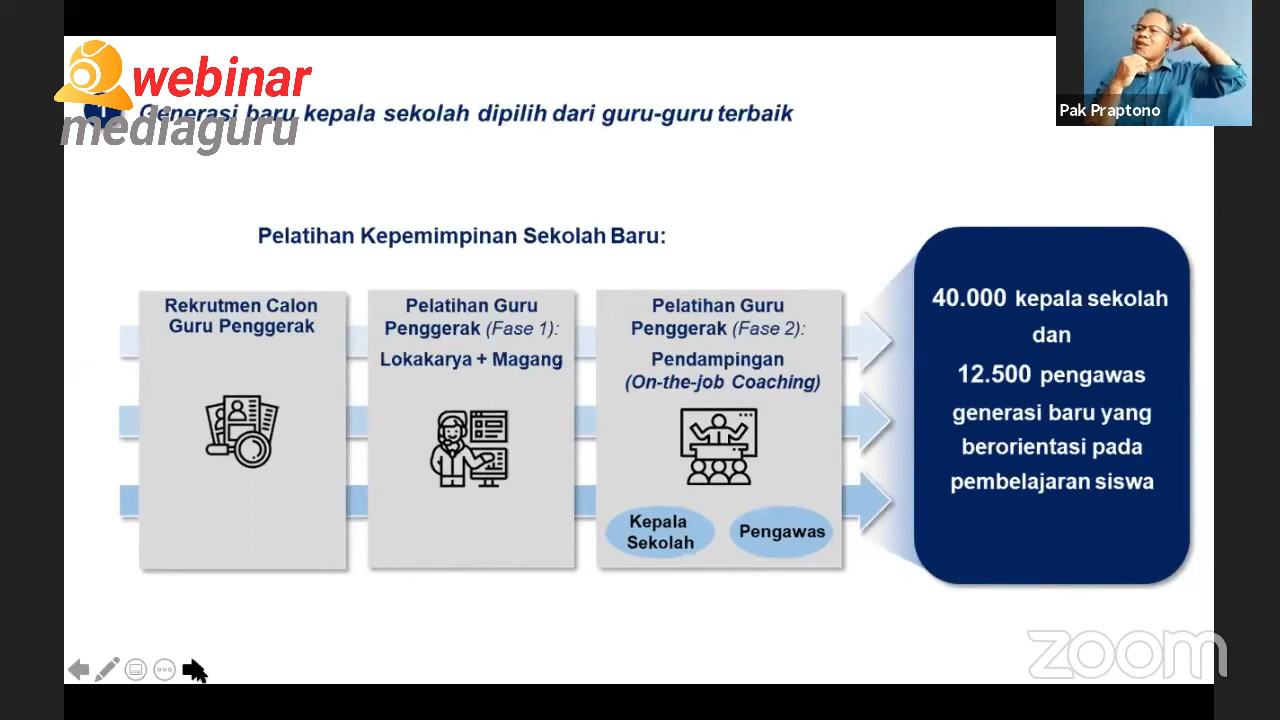 webinar
mediaguru
Generasi baru kepala sekolah dipilih dari guru-guru terbaik
Pak Praptono
Pelatihan Kepemimpinan Sekolah Baru:
Rekrutmen Calon
Guru Penggerak
Pelatihan Guru
Penggerak (Fase 1):
Lokakarya + Magang
Pelatihan Guru
Penggerak (Fase 2):
Pendampingan
(On-the-job Coaching)
Kepala
Sekolah
Pengawas
40.000 kepala sekolah
dan
12.500 pengawas
generasi baru yang
berorientasi pada
pembelajaran siswa
zoom